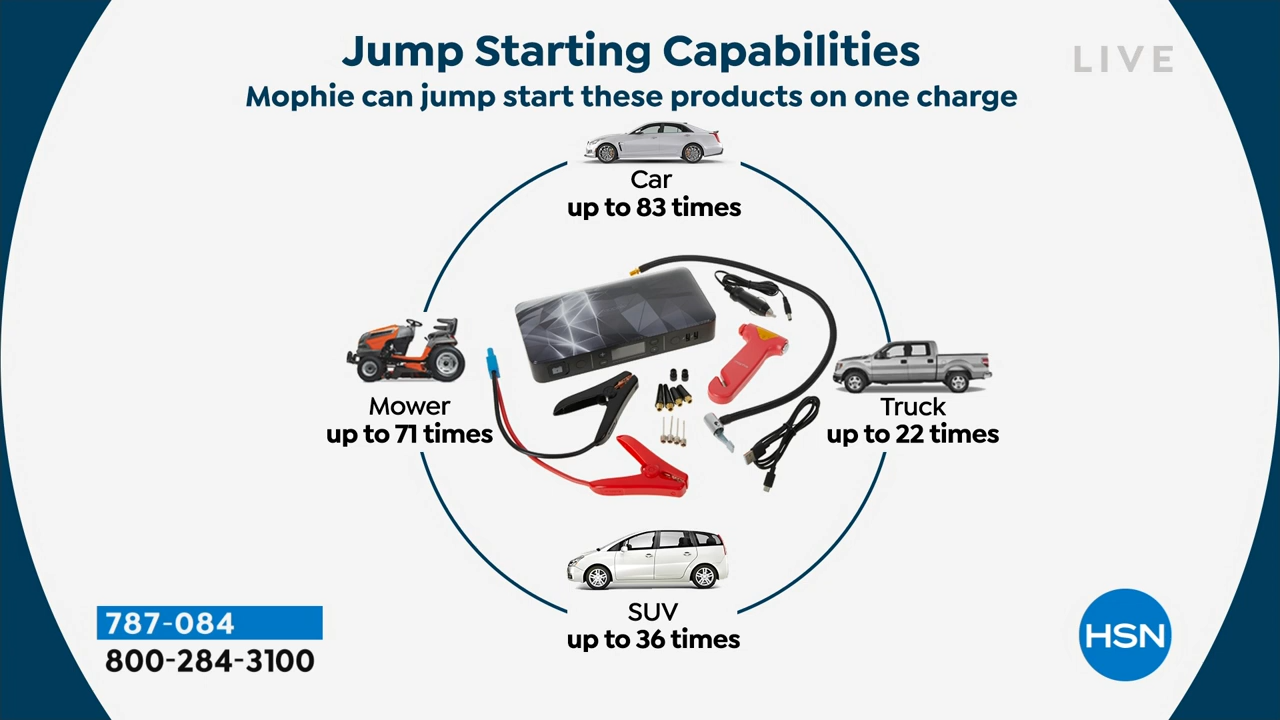 Jump Starting Capabilities
LIVE
Mophie can jump start these products on one charge
Car
up to 83 times
Mower
up to 71 times
Truck
up to 22 times
SUV
up to 36 times
787-084
800-284-3100
HSN